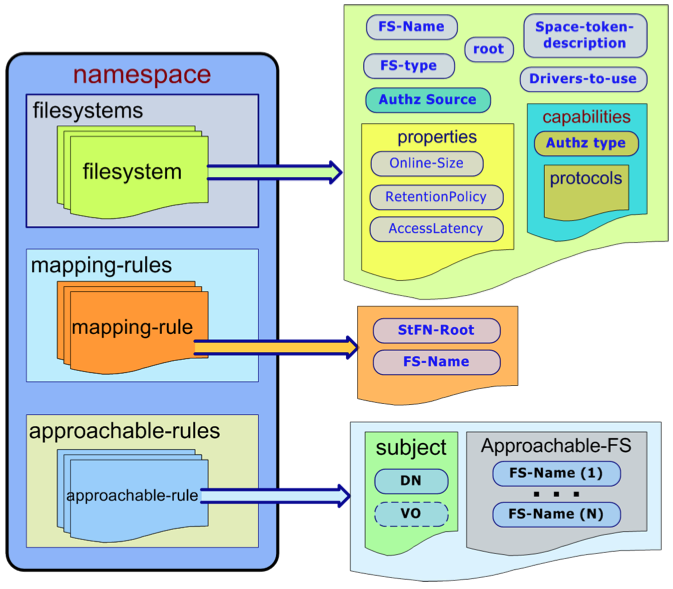 namespace
filesystems
filesystem
mapping-rules
mapping-rule
approachable-rules
approachable-rule
FS-Name
root
Space-token-
description
FS-type
Drivers-to-use
Authz Source
properties
Online-Size
RetentionPolicy
AccessLatency
capabilities
Authz type
protocols
StFN-Root
FS-Name
subject
DN
VO
Approachable-FS
FS-Name (1)
. . .
FS-Name (N)